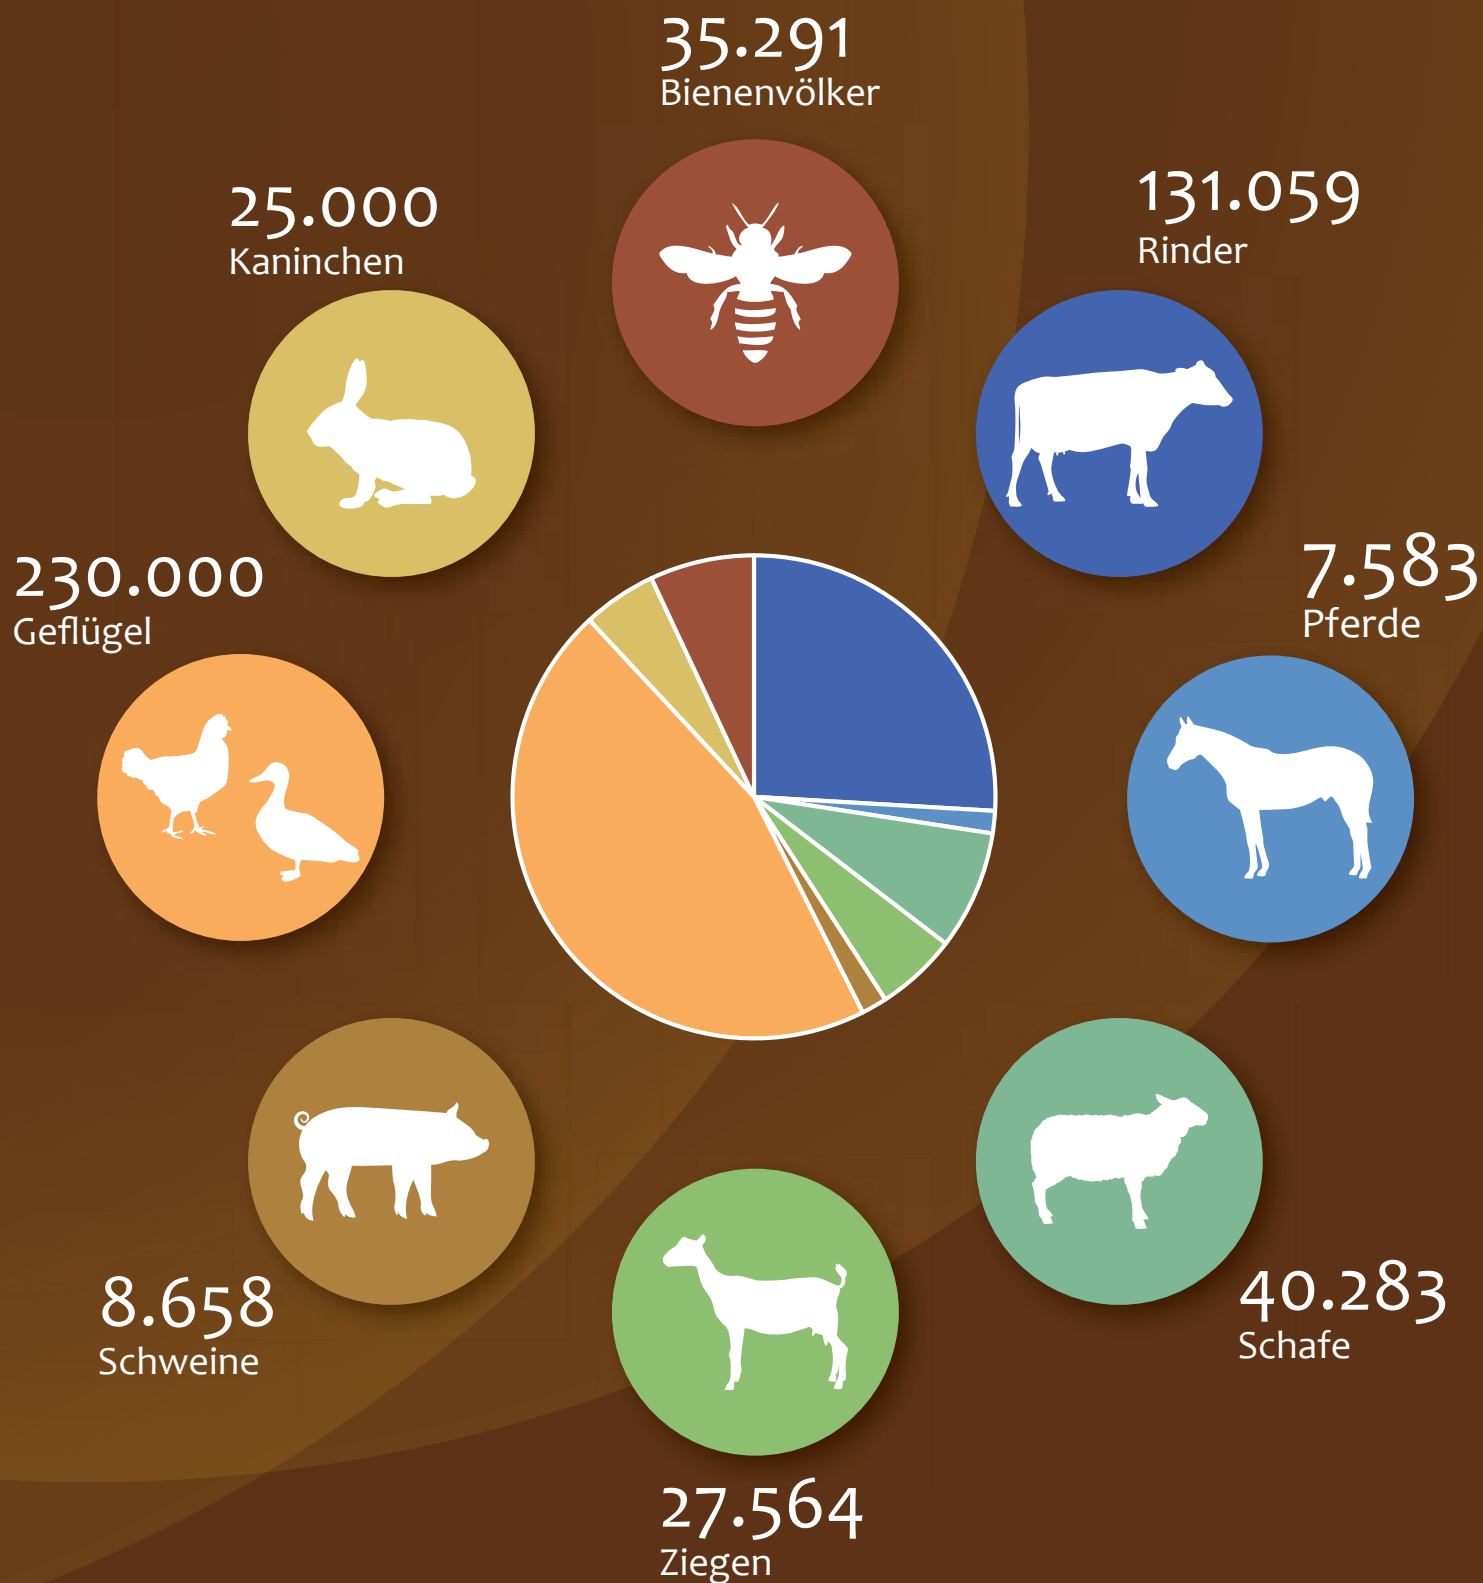 35.291
Bienenvölker
25.000
Kaninchen
131.059
Rinder
230.000
Geflügel
7.583
Pferde
8.658
Schweine
40.283
Schafe
27.564
Ziegen